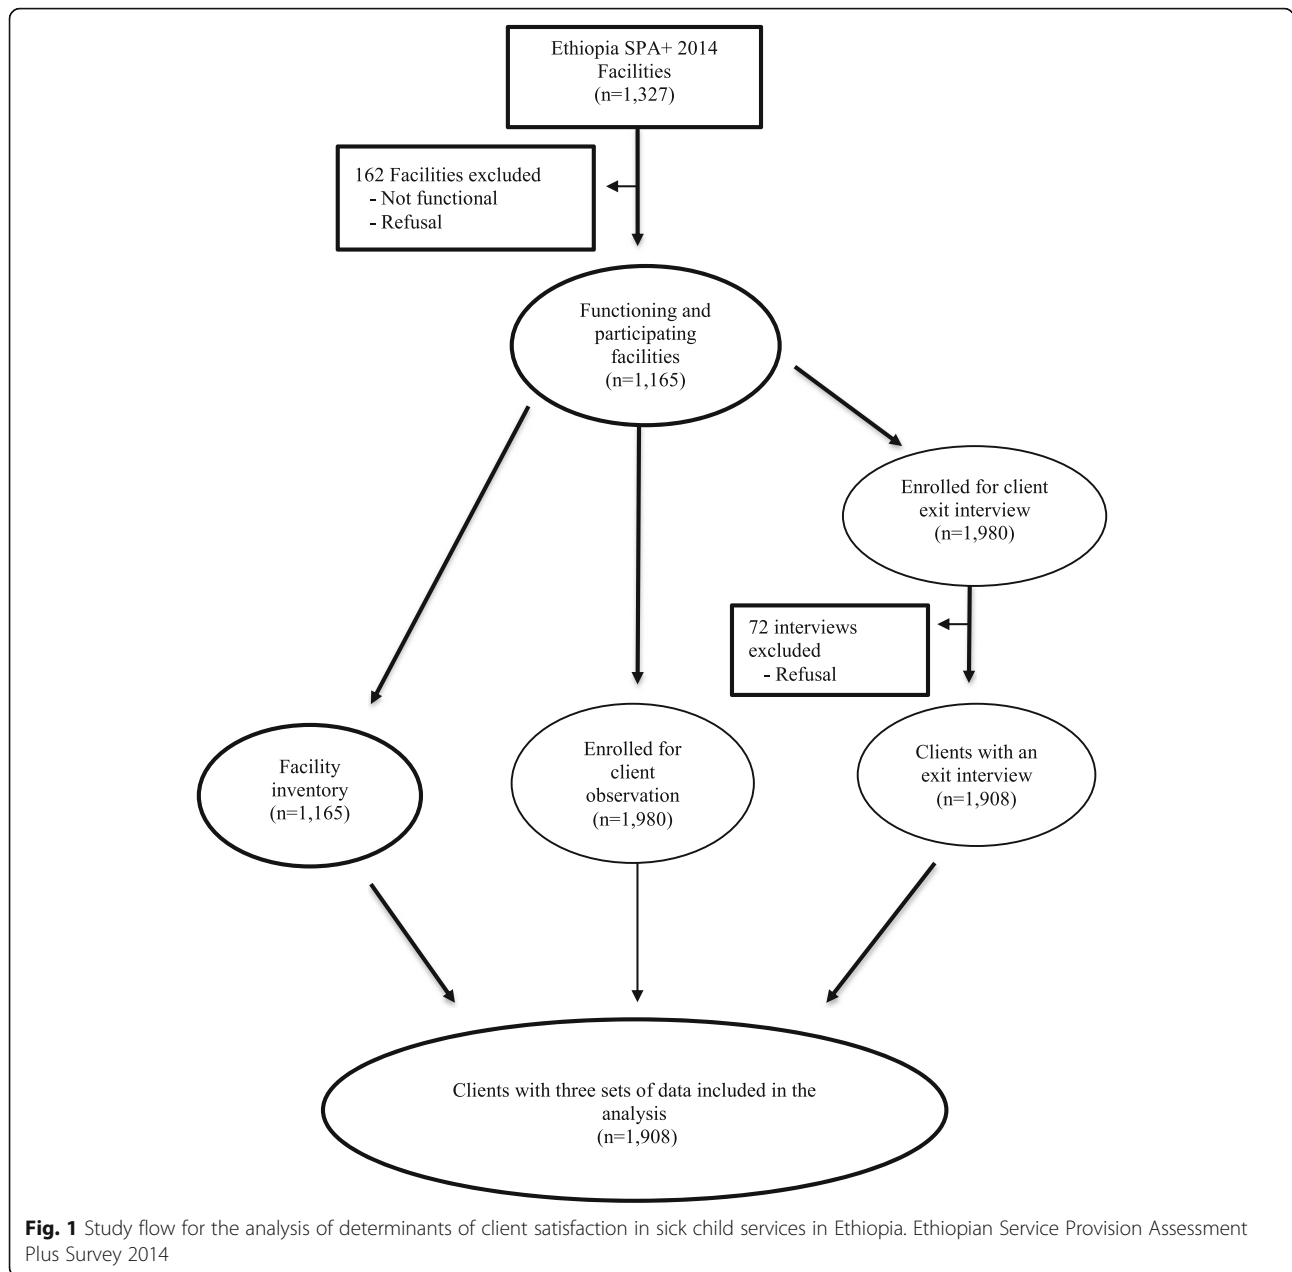 Ethiopia SPA+ 2014
Facilities
(n=1,327)
162 Facilities excluded
- Not functional
- Refusal
Functioning and
participating
facilities
(n=1,165)
Enrolled for client
exit interview
(n=1,980)
72 interviews
excluded
- Refusal
Facility
inventory
(n=1,165)
Enrolled for
client
observation
(n=1,980)
Clients with an
exit interview
(n=1,908)
Clients with three sets of data included in the
analysis
(n=1,908)
Fig. 1 Study flow for the analysis of determinants of client satisfaction in sick child services in Ethiopia. Ethiopian Service Provision Assessment
Plus Survey 2014